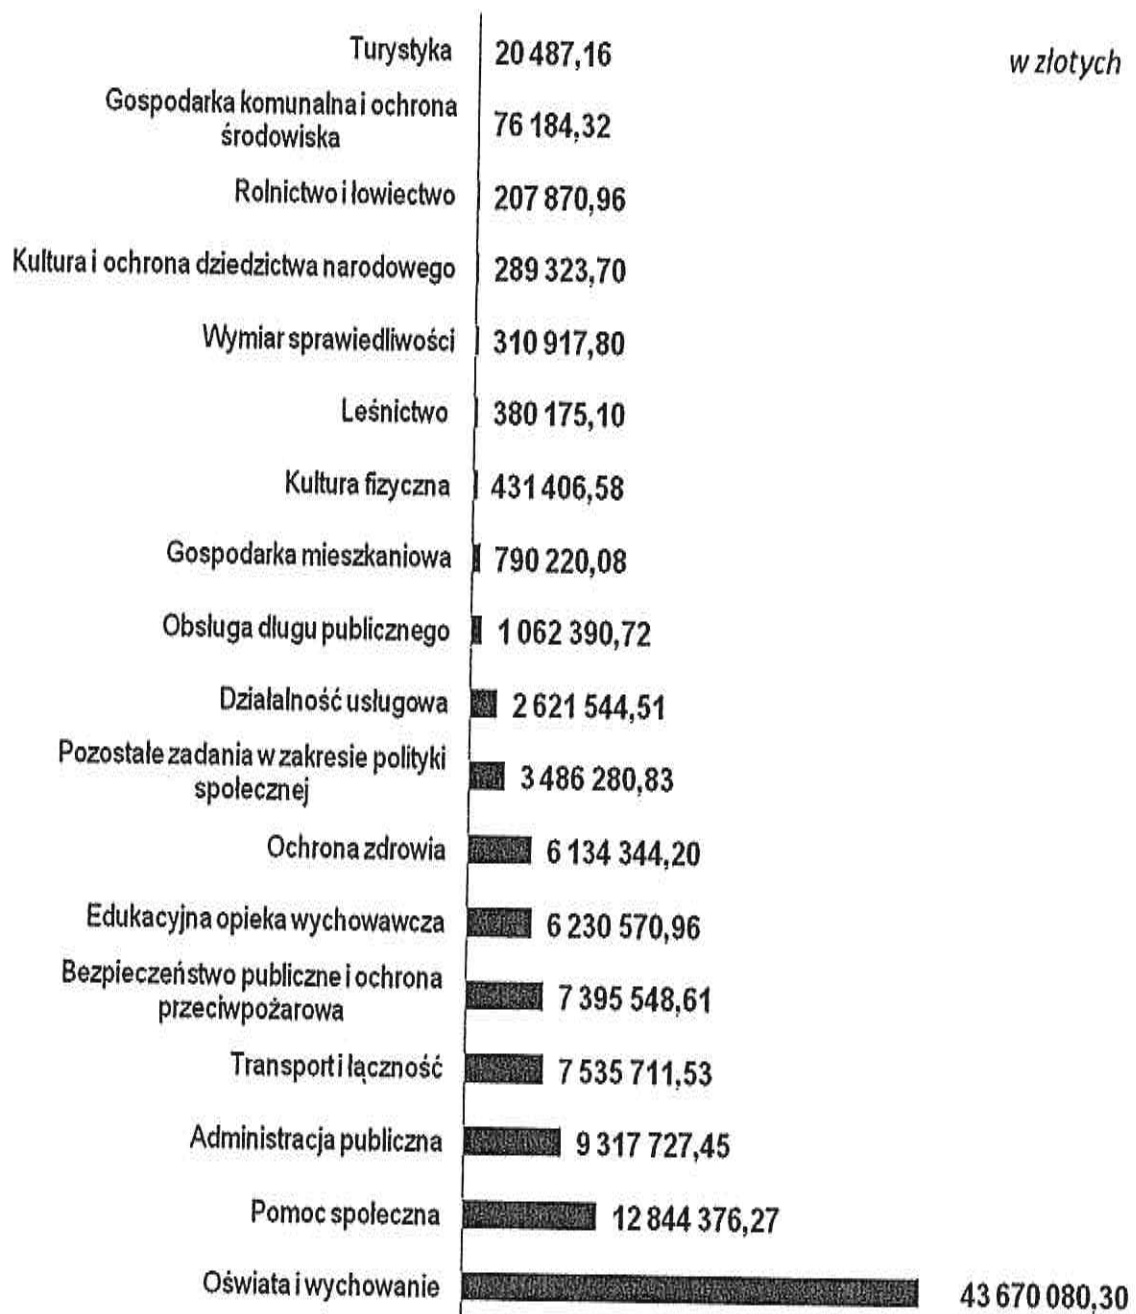 Turystyka 20 487,16
w złotych
Gospodarka komunalna i ochrona
środowiska 76 184,32
Rolnictwo i łowiectwo 207 870,96
Kultura i ochrona dziedzictwa narodowego 289 323,70
Wymiar sprawiedliwości 310 917,80
Leśnictwo 380 175,10
Kultura fizyczna 431 406,58
Gospodarka mieszkaniowa 790 220,08
Obsługa długu publicznego 1 062 390,72
Działalność usługowa 2 621 544,51
Pozostałe zadania w zakresie polityki
społecznej 3 486 280,83
Ochrona zdrowia 6 134 344,20
Edukacyjna opieka wychowawcza 6 230 570,96
Bezpieczeństwo publiczne i ochrona
przeciwpożarowa 7 395 548,61
Transport i łączność 7 535 711,53
Administracja publiczna 9 317 727,45
Pomoc społeczna 12 844 376,27
Oświata i wychowanie 43 670 080,30